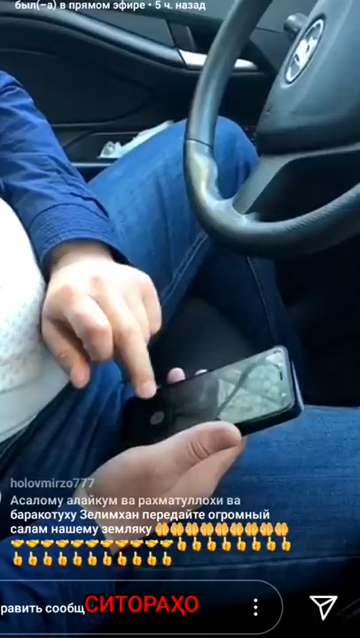 был(-а) в прямом эфире • 5 ч. назад
holovmirzo777
Асалому алайкум ва рахматуллохи ва
баракотуху Зелимхан передайте огромный
салам нашему земляку 🤲🤲🤲🤲🤲🤲🤲🤲🤲🤲
равить сообщ
СИТОРАҲО